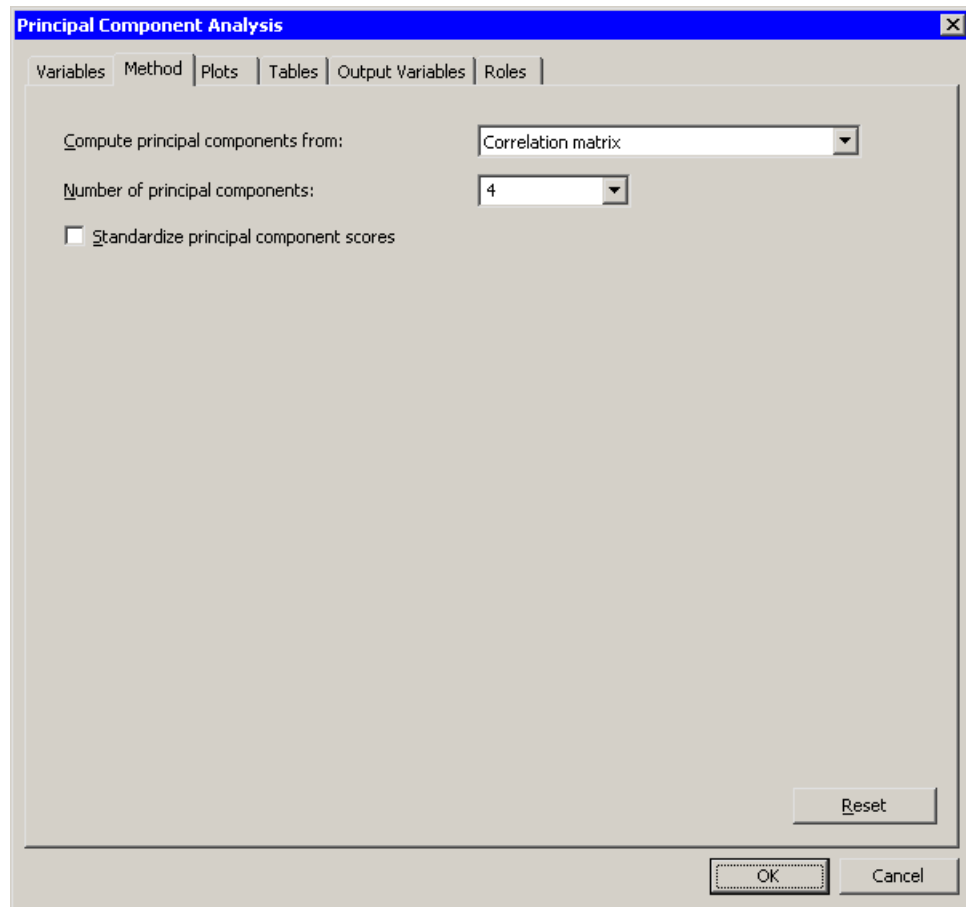 Principal Component Analysis
Variables Method Plots Tables Output Variables Roles
Compute principal components from: Correlation matrix
Number of principal components: 4
Standardize principal component scores
Reset
OK Cancel